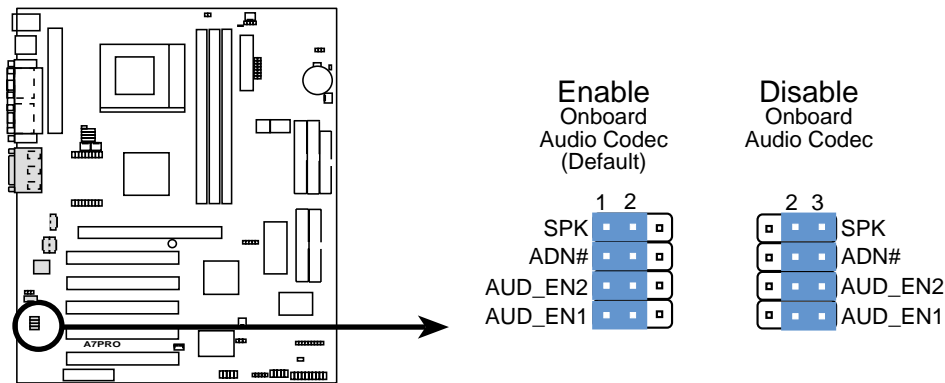 A7PRO
Enable
Onboard
Audio Codec
(Default)
1 2
SPK
ADN#
AUD_EN2
AUD_EN1
Disable
Onboard
Audio Codec
2 3
SPK
ADN#
AUD_EN2
AUD_EN1